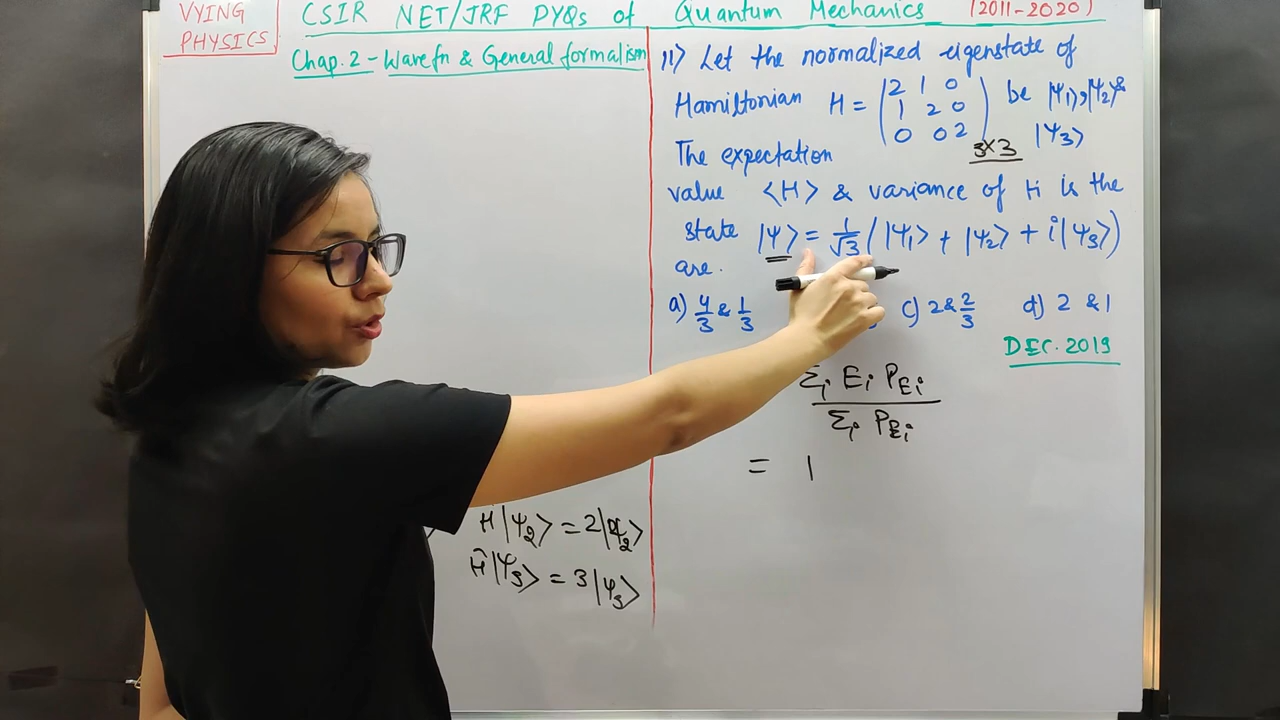 VYING
PHYSICS
CSIR NET/JRF PYQs of Quantum Mechanics (2011-2020)
Chap. 2 - Wavefn & General formalism
11) Let the normalized eigenstate of
Hamiltonian H = (2 1 0 be |Ψ1⟩, |Ψ2⟩ &
1 2 0
0 0 2) |Ψ3⟩
3×3
The expectation
value ⟨H⟩ & variance of H is the
state |Ψ⟩ = 1/√3 (|Ψ1⟩ + |Ψ2⟩ + i|Ψ3⟩)
are.
a) 4/3 & 1/3 c) 2 & 2/3 d) 2 & 1
DEC. 2019
Σi Ei PEi
Σi PEi
= 1
H|Ψ2⟩ = 2|Ψ2⟩
Ĥ|Ψ3⟩ = 3|Ψ3⟩